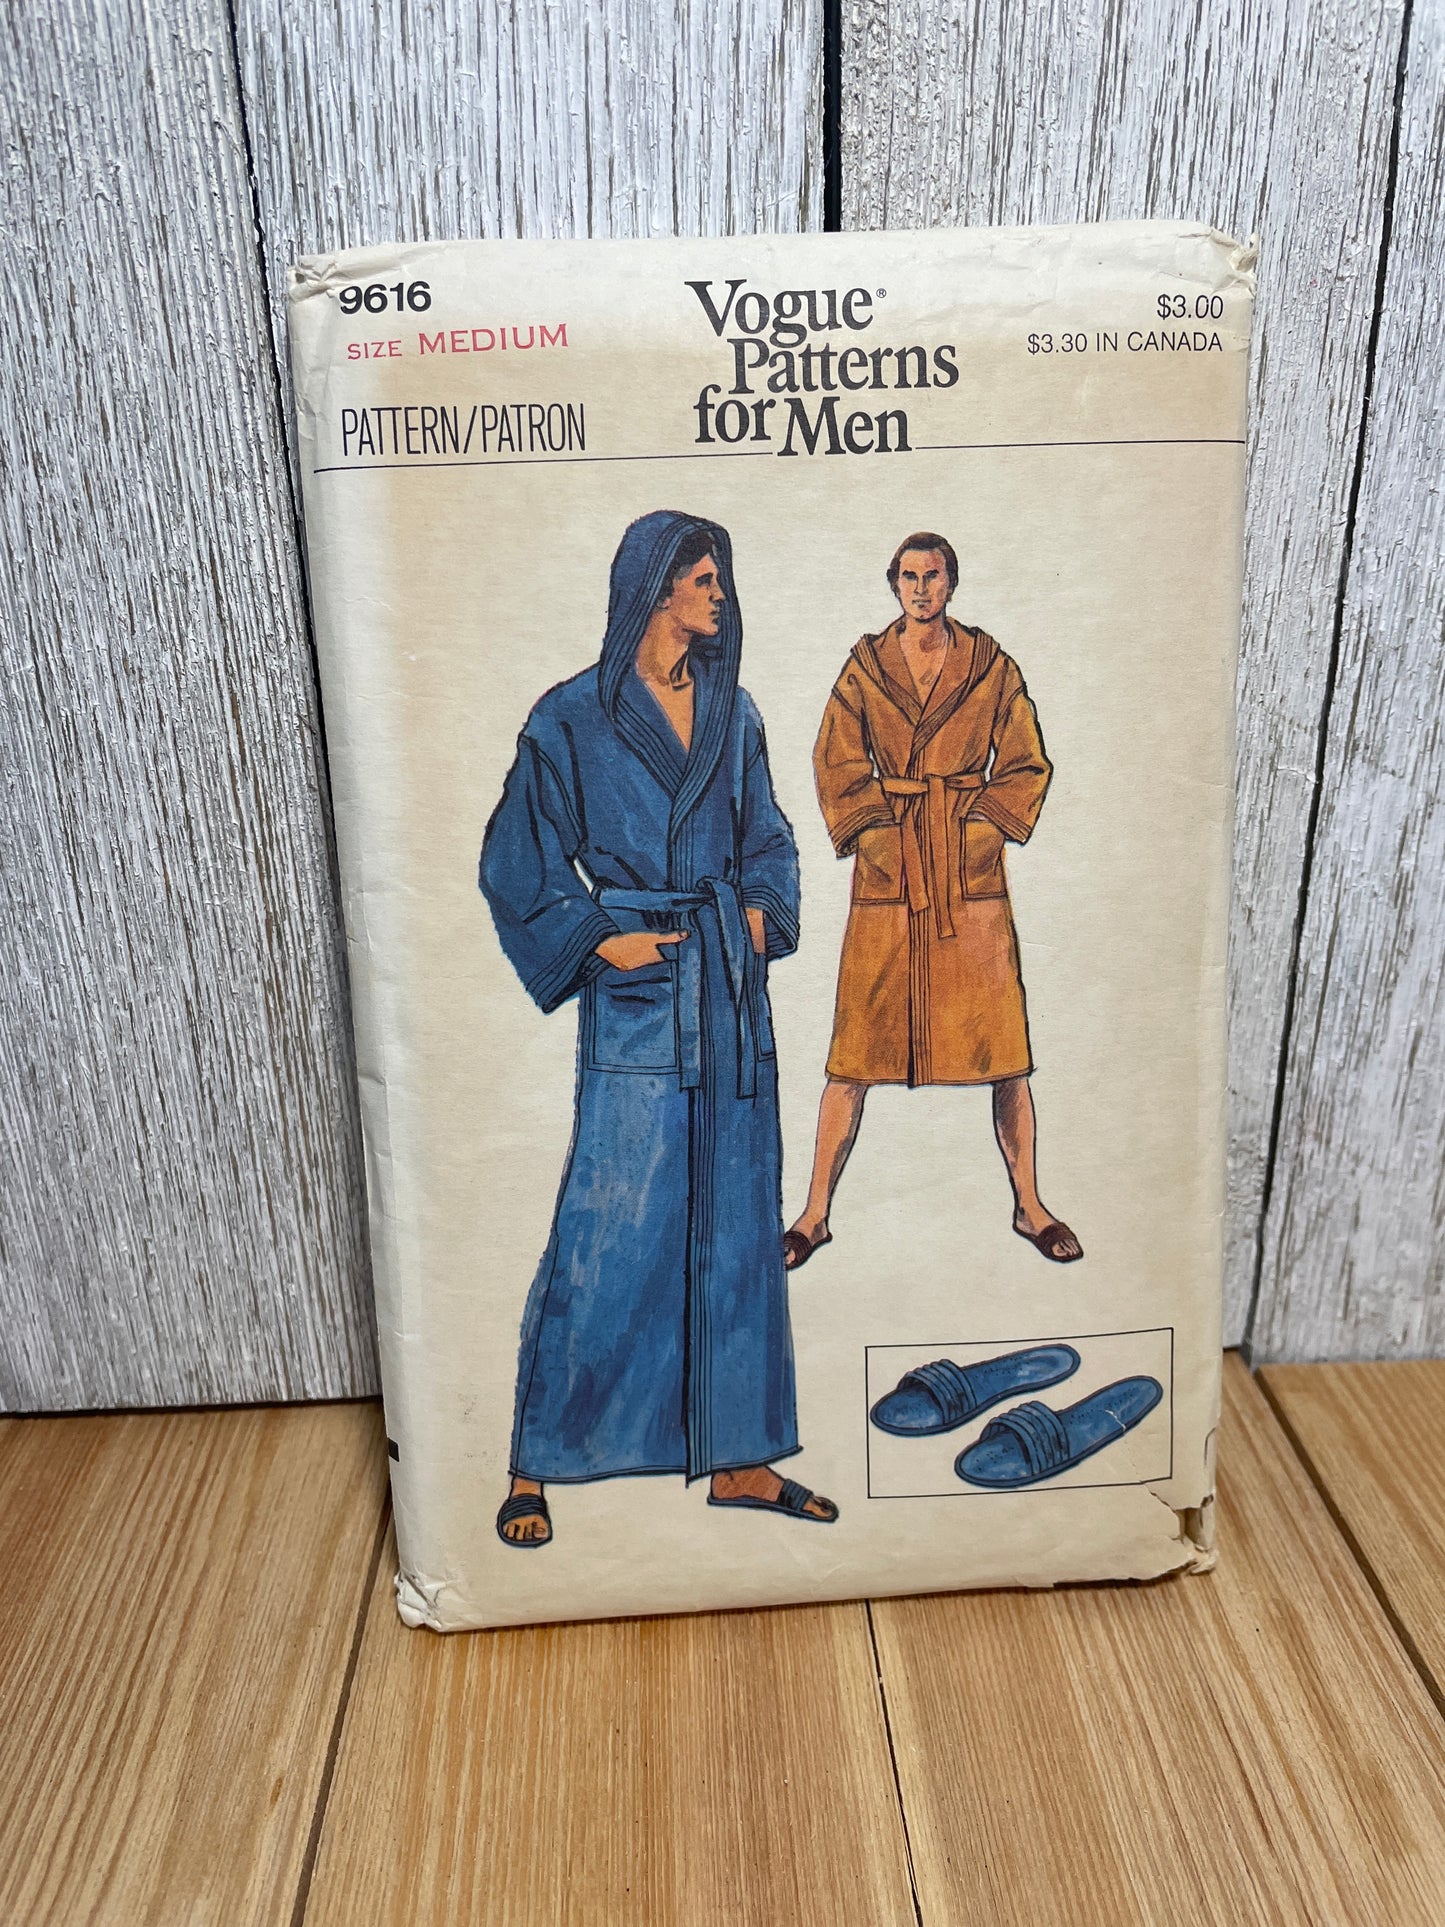 9616
SIZE MEDIUM
PATTERN/PATRON
Vogue®
Patterns
for Men
$3.00
$3.30 IN CANADA